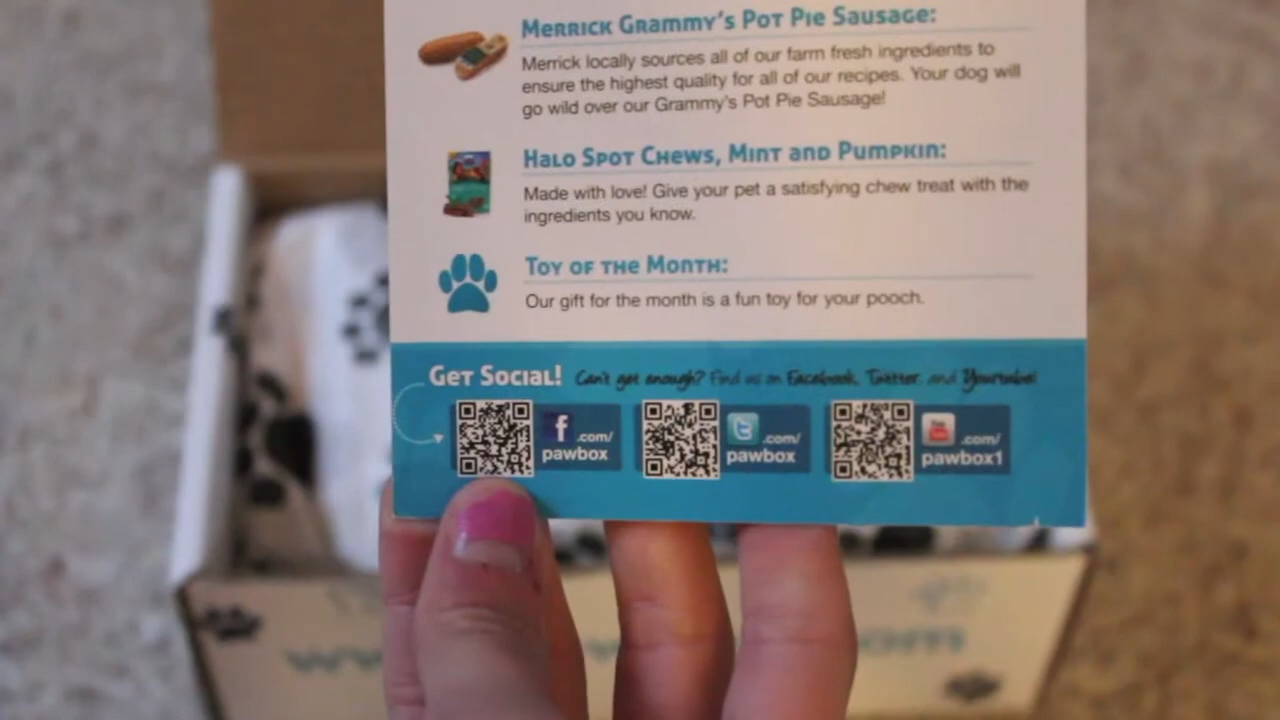 Merrick Grammy's Pot Pie Sausage:
Merrick locally sources all of our farm fresh ingredients to
ensure the highest quality for all of our recipes. Your dog will
go wild over our Grammy's Pot Pie Sausage!
Halo Spot Chews, Mint and Pumpkin:
Made with love! Give your pet a satisfying chew treat with the
ingredients you know.
Toy of the Month:
Our gift for the month is a fun toy for your pooch.
Get Social! Can't get enough? Find us on Facebook, Twitter, and Youtube!
f .com/
pawbox
t .com/
pawbox
You Tube .com/
pawbox1